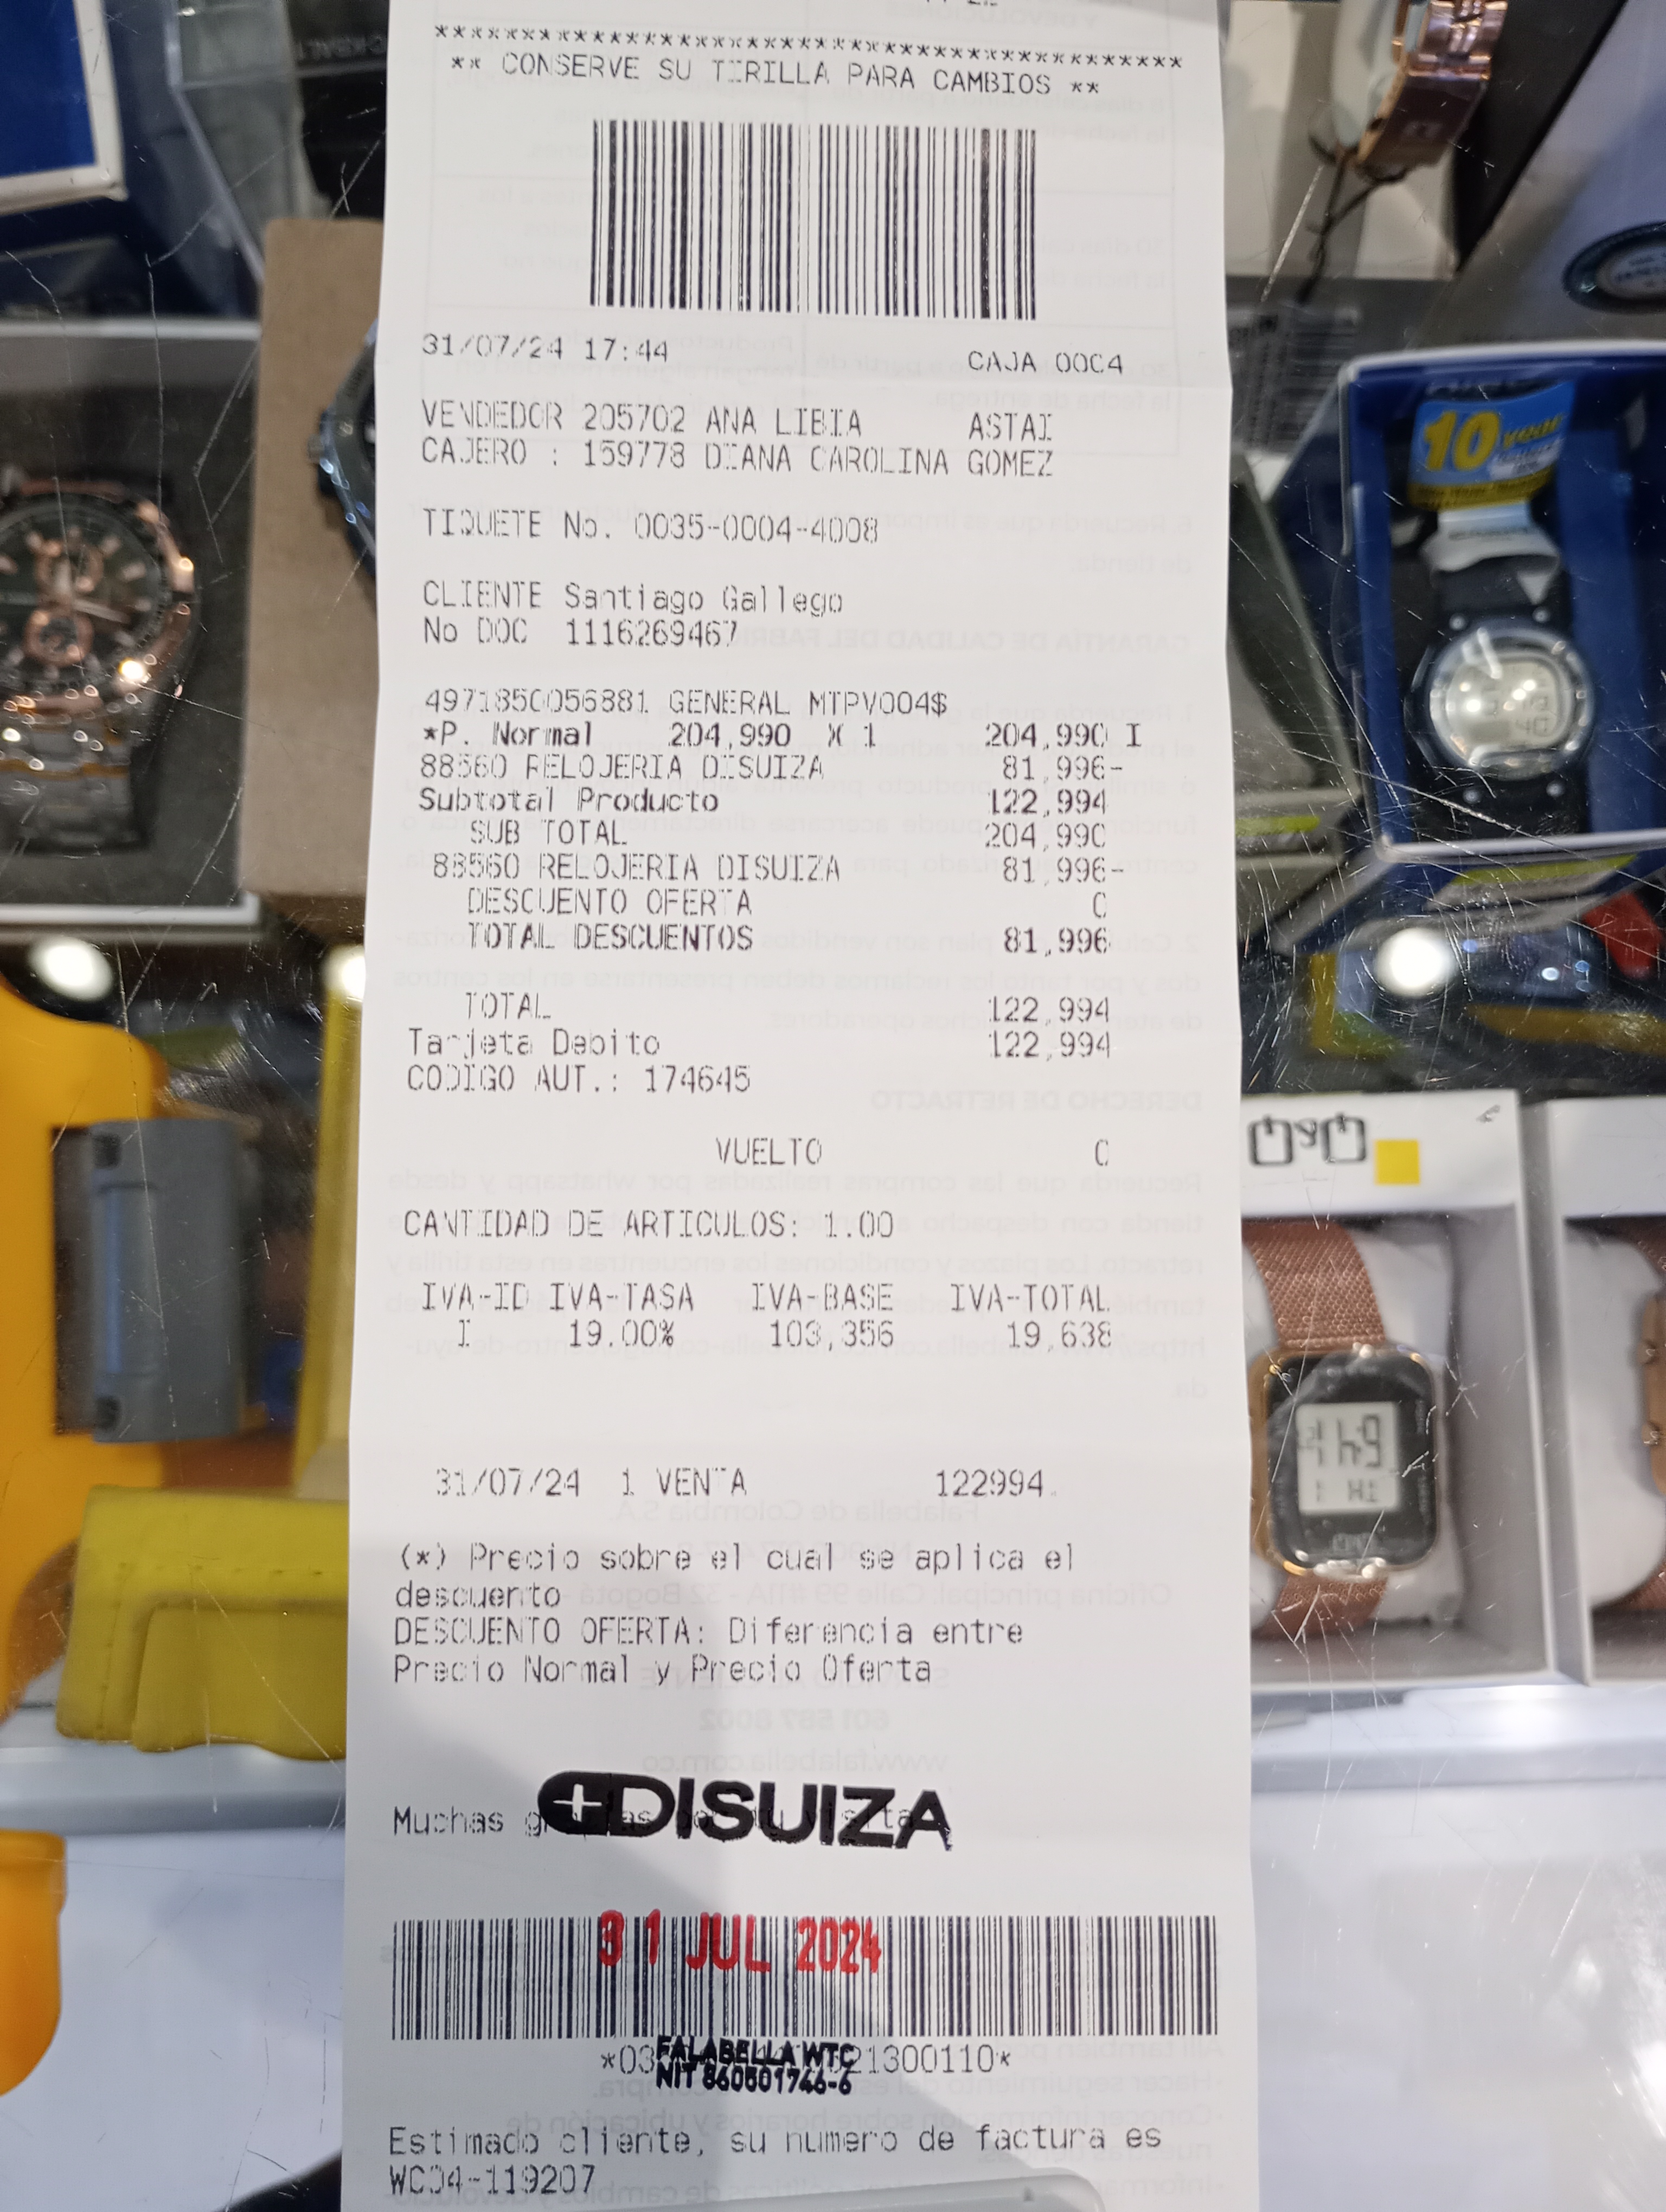 *****************************************************
** CONSERVE SU TIRILLA PARA CAMBIOS **
31/07/24 17:44 CAJA 0004
VENDEDOR 205702 ANA LIBIA ASTAI
CAJERO : 159778 DIANA CAROLINA GOMEZ
TIQUETE No. 0035-0004-4008
CLIENTE Santiago Gallego
No DOC 1116269467
4971850056881 GENERAL MTPV004$
*P. Normal 204,990 X 1 204,990 I
88560 RELOJERIA DISUIZA 81,996-
Subtotal Producto 122,994
SUB TOTAL 204,990
88560 RELOJERIA DISUIZA 81,996-
DESCUENTO OFERTA 0
TOTAL DESCUENTOS 81,996
TOTAL 122,994
Tarjeta Debito 122,994
CODIGO AUT.: 174645
VUELTO 0
CANTIDAD DE ARTICULOS: 1.00
IVA-ID IVA-TASA IVA-BASE IVA-TOTAL
I 19.00% 103,356 19,638
31/07/24 1 VENTA 122994
(*) Precio sobre el cual se aplica el
descuento
DESCUENTO OFERTA: Diferencia entre
Precio Normal y Precio Oferta
DISUIZA
Muchas gracias por tu visita
31 JUL 2024
FALABELLA WTC
NIT 860501746-6
Estimado cliente, su numero de factura es
WC04-119207
10 year